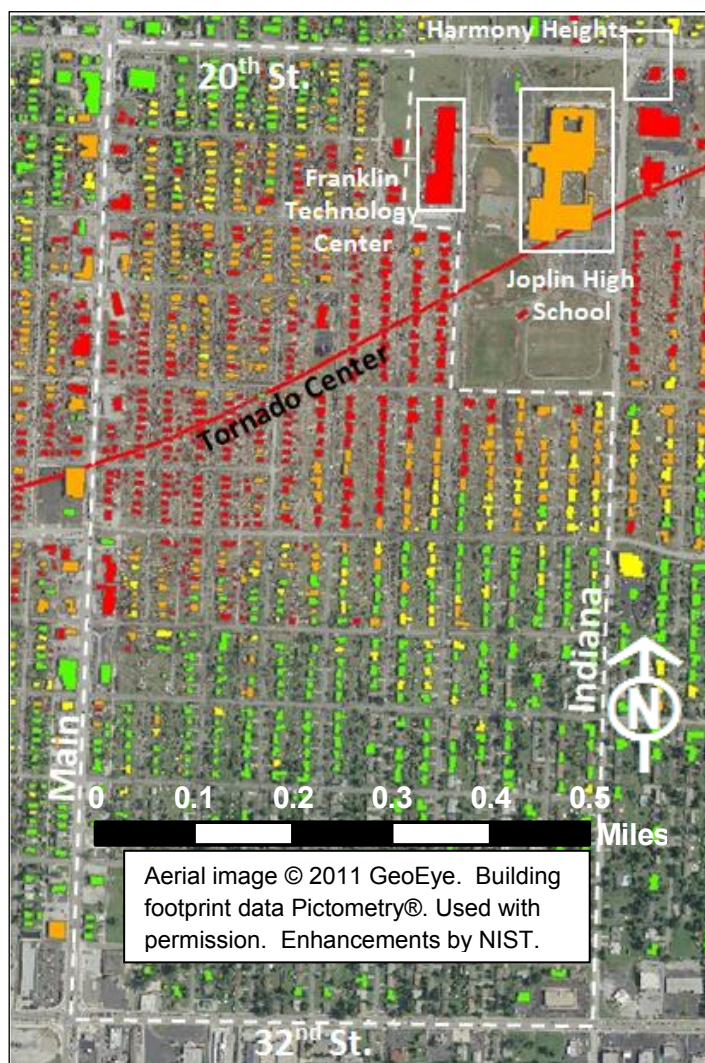 Harmony Heights
20th St.
Franklin
Technology
Center
Joplin High
School
Tornado Center
Indiana
N
Main
0 0.1 0.2 0.3 0.4 0.5
Miles
Aerial image © 2011 GeoEye. Building
footprint data Pictometry®. Used with
permission. Enhancements by NIST.
32nd St.